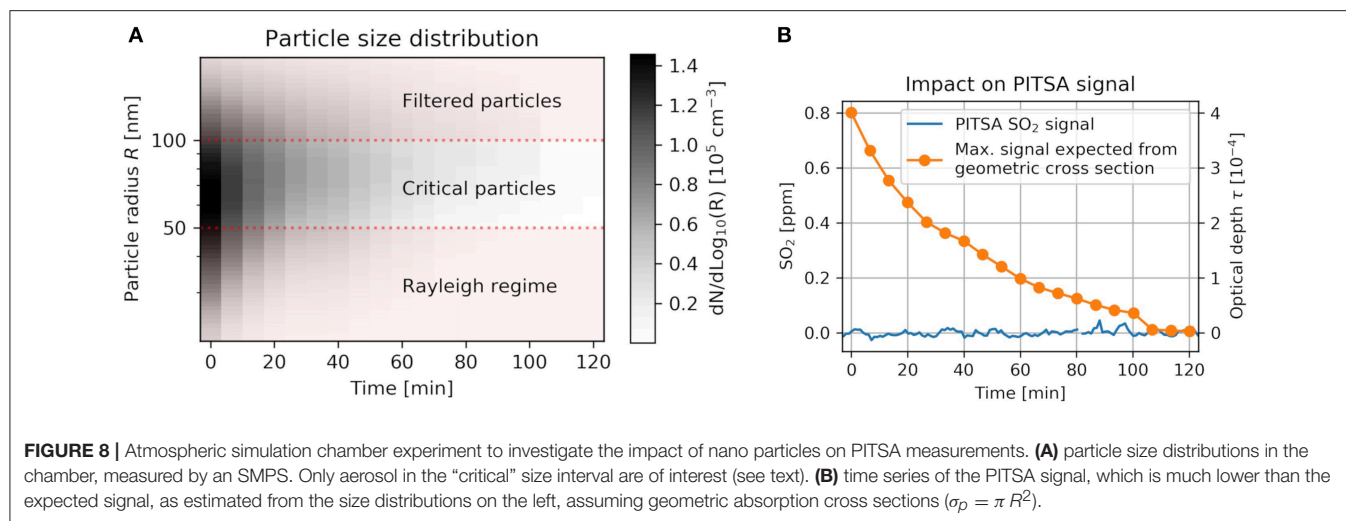 A
Particle size distribution
Particle radius R [nm]
100
50
Filtered particles
Critical particles
Rayleigh regime
0 20 40 60 80 100 120
Time [min]
1.4
1.2
1.0
0.8
0.6
0.4
0.2
dN/dLog₁₀(R) [10⁵ cm⁻³]
B
Impact on PITSA signal
PITSA SO₂ signal
Max. signal expected from
geometric cross section
SO₂ [ppm]
0.8
0.6
0.4
0.2
0.0
4
3
2
1
0
Optical depth τ [10⁻⁴]
0 20 40 60 80 100 120
Time [min]
FIGURE 8 | Atmospheric simulation chamber experiment to investigate the impact of nano particles on PITSA measurements. (A) particle size distributions in the
chamber, measured by an SMPS. Only aerosol in the “critical” size interval are of interest (see text). (B) time series of the PITSA signal, which is much lower than the
expected signal, as estimated from the size distributions on the left, assuming geometric absorption cross sections (σp = π R²).